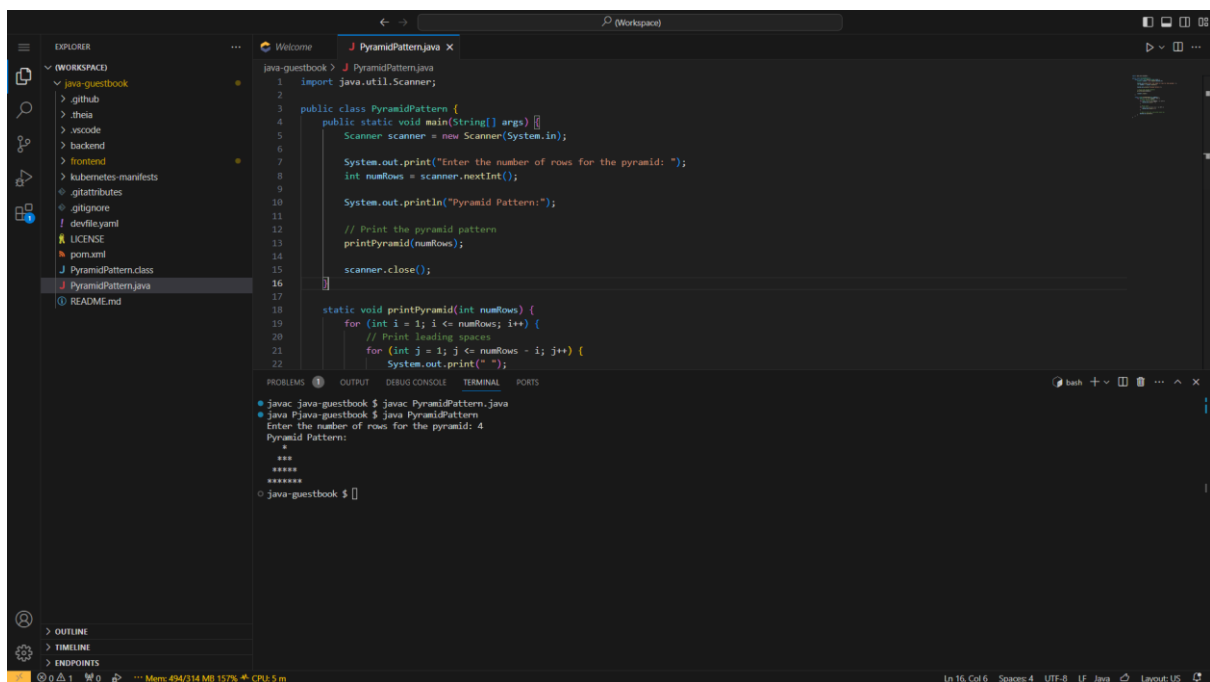 (Workspace)
EXPLORER
Welcome
J PyramidPattern.java
(WORKSPACE)
java-guestbook
.github
.theia
.vscode
backend
frontend
kubernetes-manifests
.gitattributes
.gitignore
! devfile.yaml
LICENSE
pom.xml
J PyramidPattern.class
J PyramidPattern.java
README.md
OUTLINE
TIMELINE
ENDPOINTS
java-guestbook > J PyramidPattern.java
1 import java.util.Scanner;
2
3 public class PyramidPattern {
4 public static void main(String[] args) {
5 Scanner scanner = new Scanner(System.in);
6
7 System.out.print("Enter the number of rows for the pyramid: ");
8 int numRows = scanner.nextInt();
9
10 System.out.println("Pyramid Pattern:");
11
12 // Print the pyramid pattern
13 printPyramid(numRows);
14
15 scanner.close();
16 }
17
18 static void printPyramid(int numRows) {
19 for (int i = 1; i <= numRows; i++) {
20 // Print leading spaces
21 for (int j = 1; j <= numRows - i; j++) {
22 System.out.print(" ");
PROBLEMS 1 OUTPUT DEBUG CONSOLE TERMINAL PORTS
bash
javac java-guestbook $ javac PyramidPattern.java
java Pjava-guestbook $ java PyramidPattern
Enter the number of rows for the pyramid: 4
Pyramid Pattern:
   *
  ***
 *****
*******
java-guestbook $
1
0 1 0 Mem: 494/314 MB 157% CPU: 5 m
Ln 16, Col 6 Spaces: 4 UTF-8 LF Java Layout: US